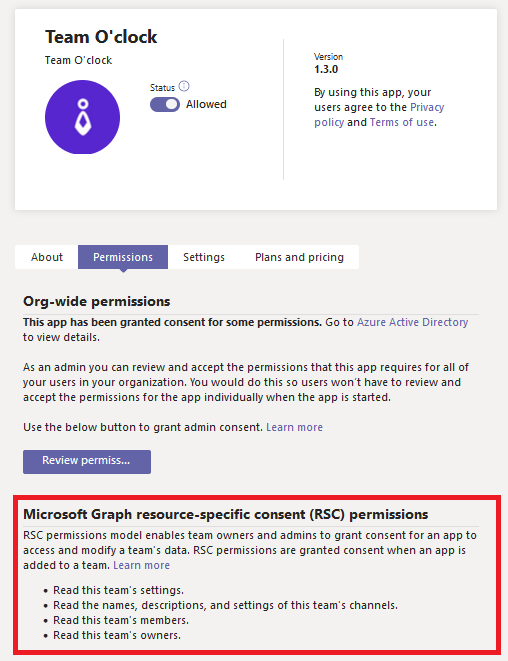 Team O'clock
Team O'clock
Status
Allowed
Version
1.3.0
By using this app, your
users agree to the Privacy
policy and Terms of use.
About Permissions Settings Plans and pricing
Org-wide permissions
This app has been granted consent for some permissions. Go to Azure Active Directory
to view details.
As an admin you can review and accept the permissions that this app requires for all of
your users in your organization. You would do this so users won't have to review and
accept the permissions for the app individually when the app is started.
Use the below button to grant admin consent. Learn more
Review permiss...
Microsoft Graph resource-specific consent (RSC) permissions
RSC permissions model enables team owners and admins to grant consent for an app to
access and modify a team's data. RSC permissions are granted consent when an app is
added to a team. Learn more
• Read this team's settings.
• Read the names, descriptions, and settings of this team's channels.
• Read this team's members.
• Read this team's owners.